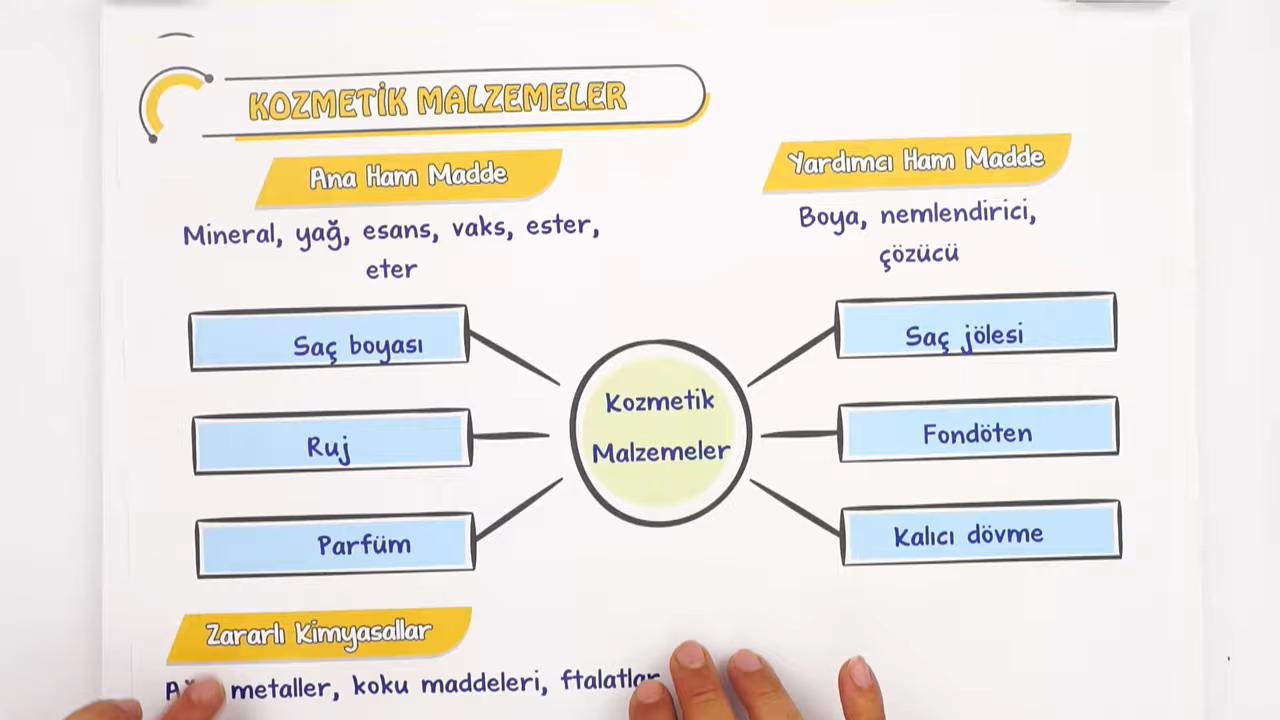 KOZMETİK MALZEMELER
Ana Ham Madde
Mineral, yağ, esans, vaks, ester,
eter
Yardımcı Ham Madde
Boya, nemlendirici,
çözücü
Saç boyası
Ruj
Parfüm
Kozmetik
Malzemeler
Saç jölesi
Fondöten
Kalıcı dövme
Zararlı Kimyasallar
metaller, koku maddeleri, ftalatlar